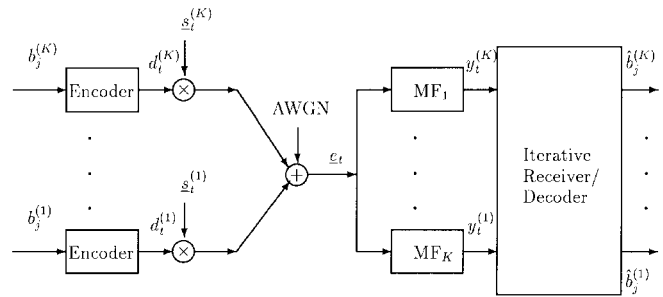 s_t^(K)
b_j^(K) d_t^(K) y_t^(K) b̂_j^(K)
Encoder × MF_1
AWGN
+ e_t
Iterative
Receiver/
Decoder
s_t^(1)
b_j^(1) d_t^(1) y_t^(1)
Encoder × MF_K
b̂_j^(1)